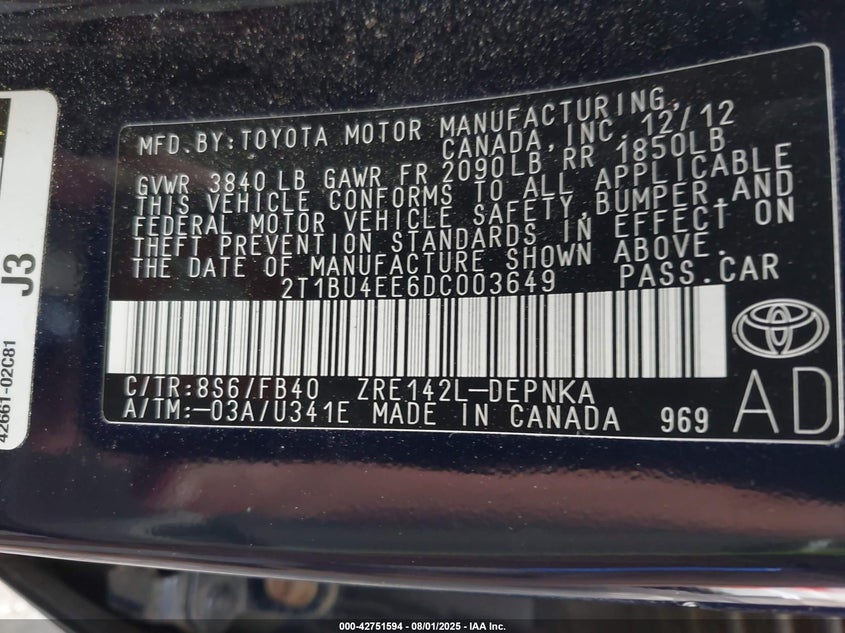 MFD. BY:TOYOTA MOTOR MANUFACTURING,
CANADA, INC. 12/12
GVWR 3840 LB GAWR FR 2090LB RR 1850LB
THIS VEHICLE CONFORMS TO ALL APPLICABLE
FEDERAL MOTOR VEHICLE SAFETY, BUMPER, AND
THEFT PREVENTION STANDARDS IN EFFECT ON
THE DATE OF MANUFACTURE SHOWN ABOVE.
2T1BU4EE6DC003649 PASS.CAR
C/TR:8S6/FB40 ZRE142L-DEPNKA
A/TM:-03A/U341E MADE IN CANADA 969
AD
J3
42661-02C81
000-42751594 - 08/01/2025 - IAA Inc.